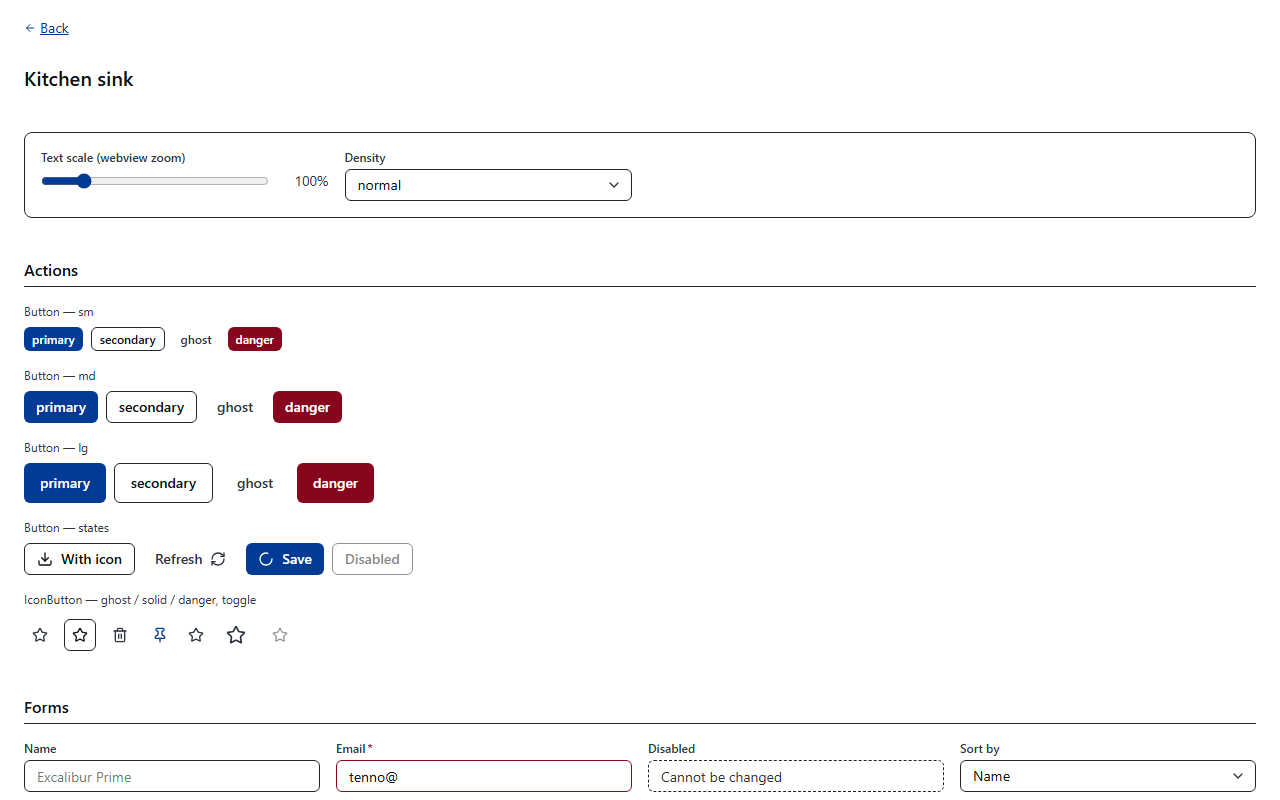 Back
Kitchen sink
Text scale (webview zoom)
100%
Density
normal
Actions
Button — sm
primary secondary ghost danger
Button — md
primary secondary ghost danger
Button — lg
primary secondary ghost danger
Button — states
With icon Refresh Save Disabled
IconButton — ghost / solid / danger, toggle
Forms
Name Email * Disabled Sort by
Excalibur Prime tenno@ Cannot be changed Name